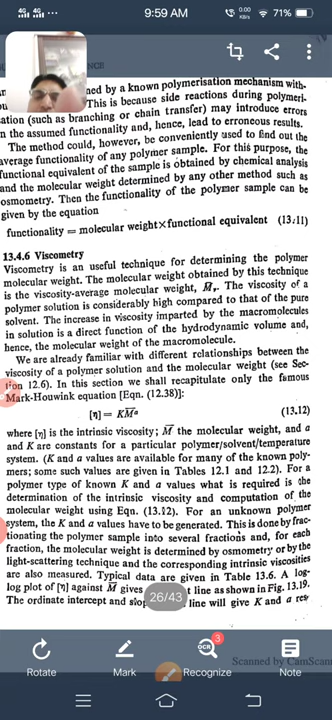 9:59 AM
0.00
KB/s
71%
ned by a known polymerisation mechanism with-
This is because side reactions during polymeri-
sation (such as branching or chain transfer) may introduce errors
n the assumed functionality and, hence, lead to erroneous results.
The method could, however, be conveniently used to find out the
average functionality of any polymer sample. For this purpose, the
functional equivalent of the sample is obtained by chemical analysis
and the molecular weight determined by any other method such as
osmometry. Then the functionality of the polymer sample can be
given by the equation
functionality = molecular weight×functional equivalent (13.11)
13.4.6 Viscometry
Viscometry is an useful technique for determining the polymer
molecular weight. The molecular weight obtained by this technique
is the viscosity-average molecular weight, M̄ᵥ. The viscosity of a
polymer solution is considerably high compared to that of the pure
solvent. The increase in viscosity imparted by the macromolecules
in solution is a direct function of the hydrodynamic volume and,
hence, the molecular weight of the macromolecule.
We are already familiar with different relationships between the
viscosity of a polymer solution and the molecular weight (see Sec-
tion 12.6). In this section we shall recapitulate only the famous
Mark-Houwink equation [Eqn. (12.38)]:
[η] = KM̄ᵃ (13.12)
where [η] is the intrinsic viscosity; M̄ the molecular weight, and a
and K are constants for a particular polymer/solvent/temperature
system. (K and a values are available for many of the known poly-
mers; some such values are given in Tables 12.1 and 12.2). For a
polymer type of known K and a values what is required is the
determination of the intrinsic viscosity and computation of the
molecular weight using Eqn. (13.12). For an unknown polymer
system, the K and a values have to be generated. This is done by frac-
tionating the polymer sample into several fractions and, for each
fraction, the molecular weight is determined by osmometry or by the
light-scattering technique and the corresponding intrinsic viscosities
are also measured. Typical data are given in Table 13.6. A log-
log plot of [η] against M̄ gives t line as shown in Fig. 13.19.
26/43
The ordinate intercept and line will give K and a res
OCR
3
Rotate
Mark
Recognize
Note
Scanned by CamScan